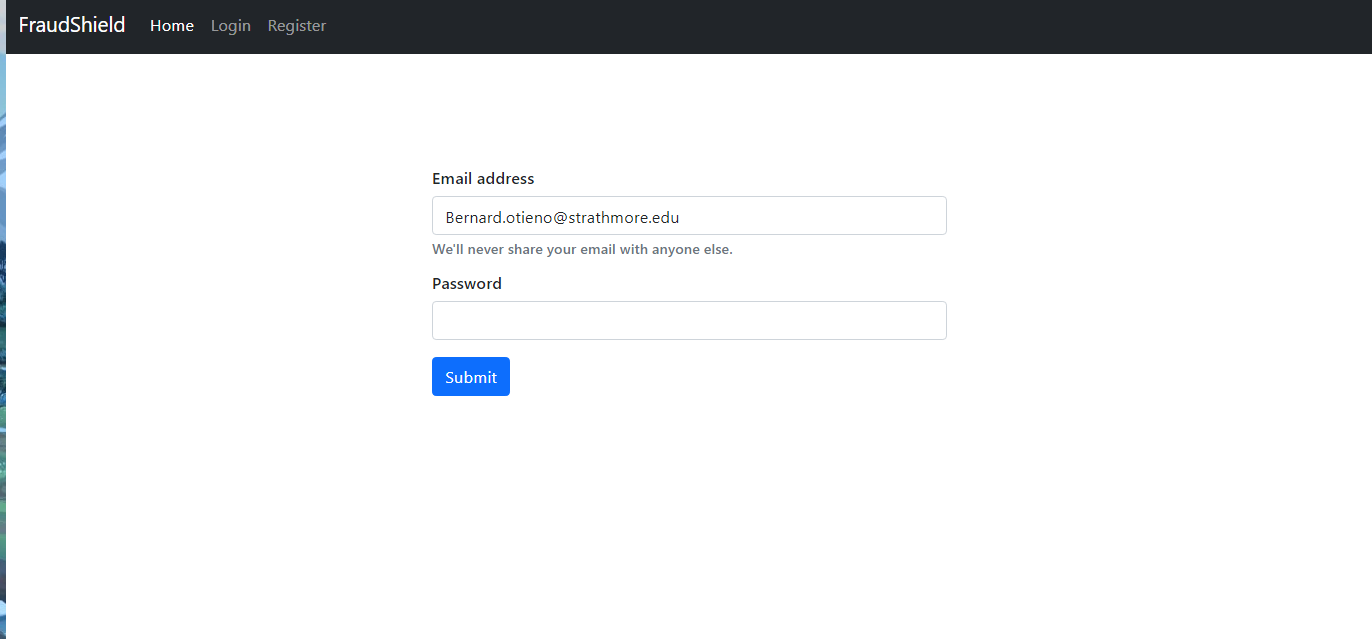 FraudShield Home Login Register
Email address
Bernard.otieno@strathmore.edu
We'll never share your email with anyone else.
Password
Submit